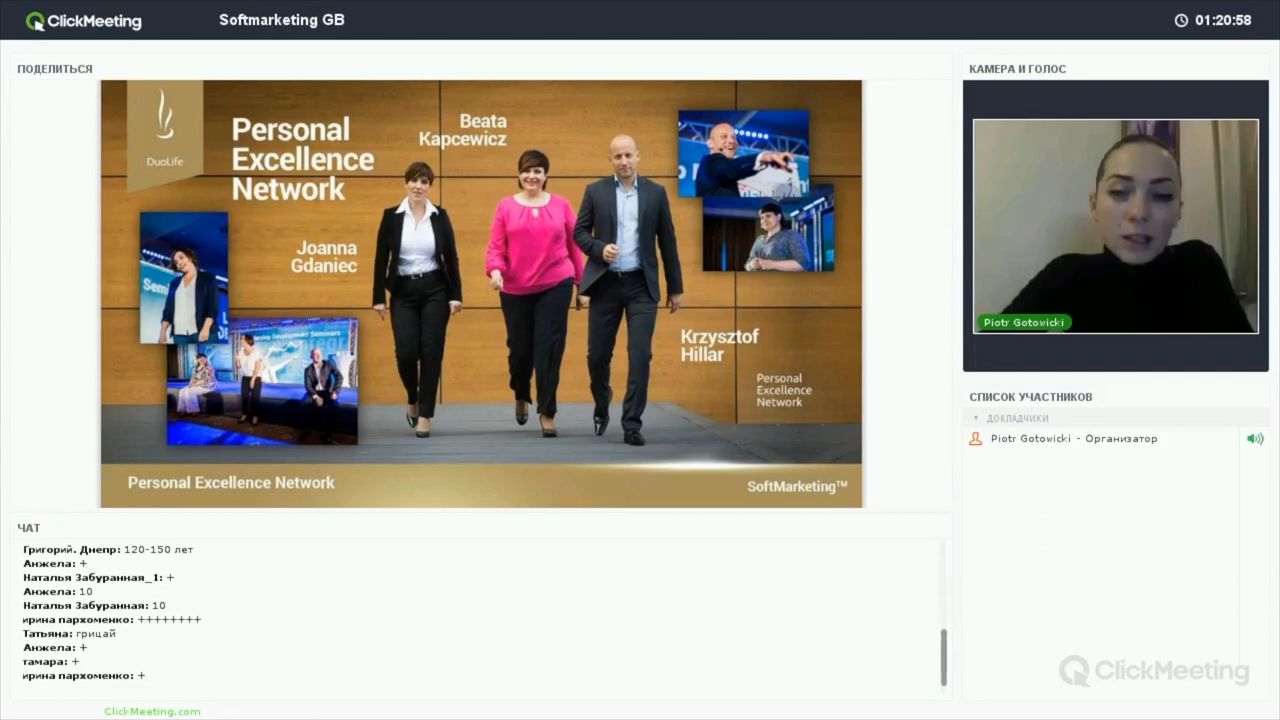 ClickMeeting
Softmarketing GB
01:20:58
ПОДЕЛИТЬСЯ
DuoLife
Personal
Excellence
Network
Beata
Kapcewicz
Joanna
Gdaniec
Krzysztof
Hillar
Personal
Excellence
Network
Personal Excellence Network
SoftMarketing™
КАМЕРА И ГОЛОС
Piotr Gotowicki
СПИСОК УЧАСТНИКОВ
ДОКЛАДЧИКИ
Piotr Gotowicki - Организатор
ЧАТ
Григорий. Днепр: 120-150 лет
Анжела: +
Наталья Забуранная_1: +
Анжела: 10
Наталья Забуранная: 10
ирина пархоменко: ++++++++
Татьяна: грицай
Анжела: +
тамара: +
ирина пархоменко: +
ClickMeeting
ClickMeeting.com